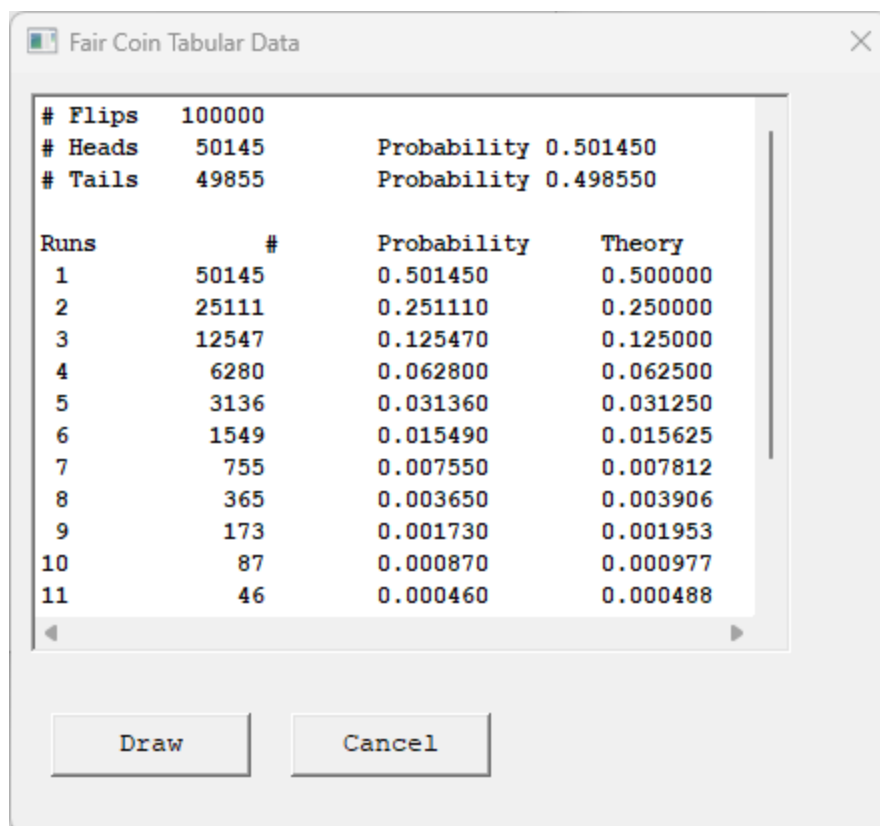 Fair Coin Tabular Data
# Flips 100000
# Heads 50145 Probability 0.501450
# Tails 49855 Probability 0.498550
Runs # Probability Theory
1 50145 0.501450 0.500000
2 25111 0.251110 0.250000
3 12547 0.125470 0.125000
4 6280 0.062800 0.062500
5 3136 0.031360 0.031250
6 1549 0.015490 0.015625
7 755 0.007550 0.007812
8 365 0.003650 0.003906
9 173 0.001730 0.001953
10 87 0.000870 0.000977
11 46 0.000460 0.000488
Draw Cancel